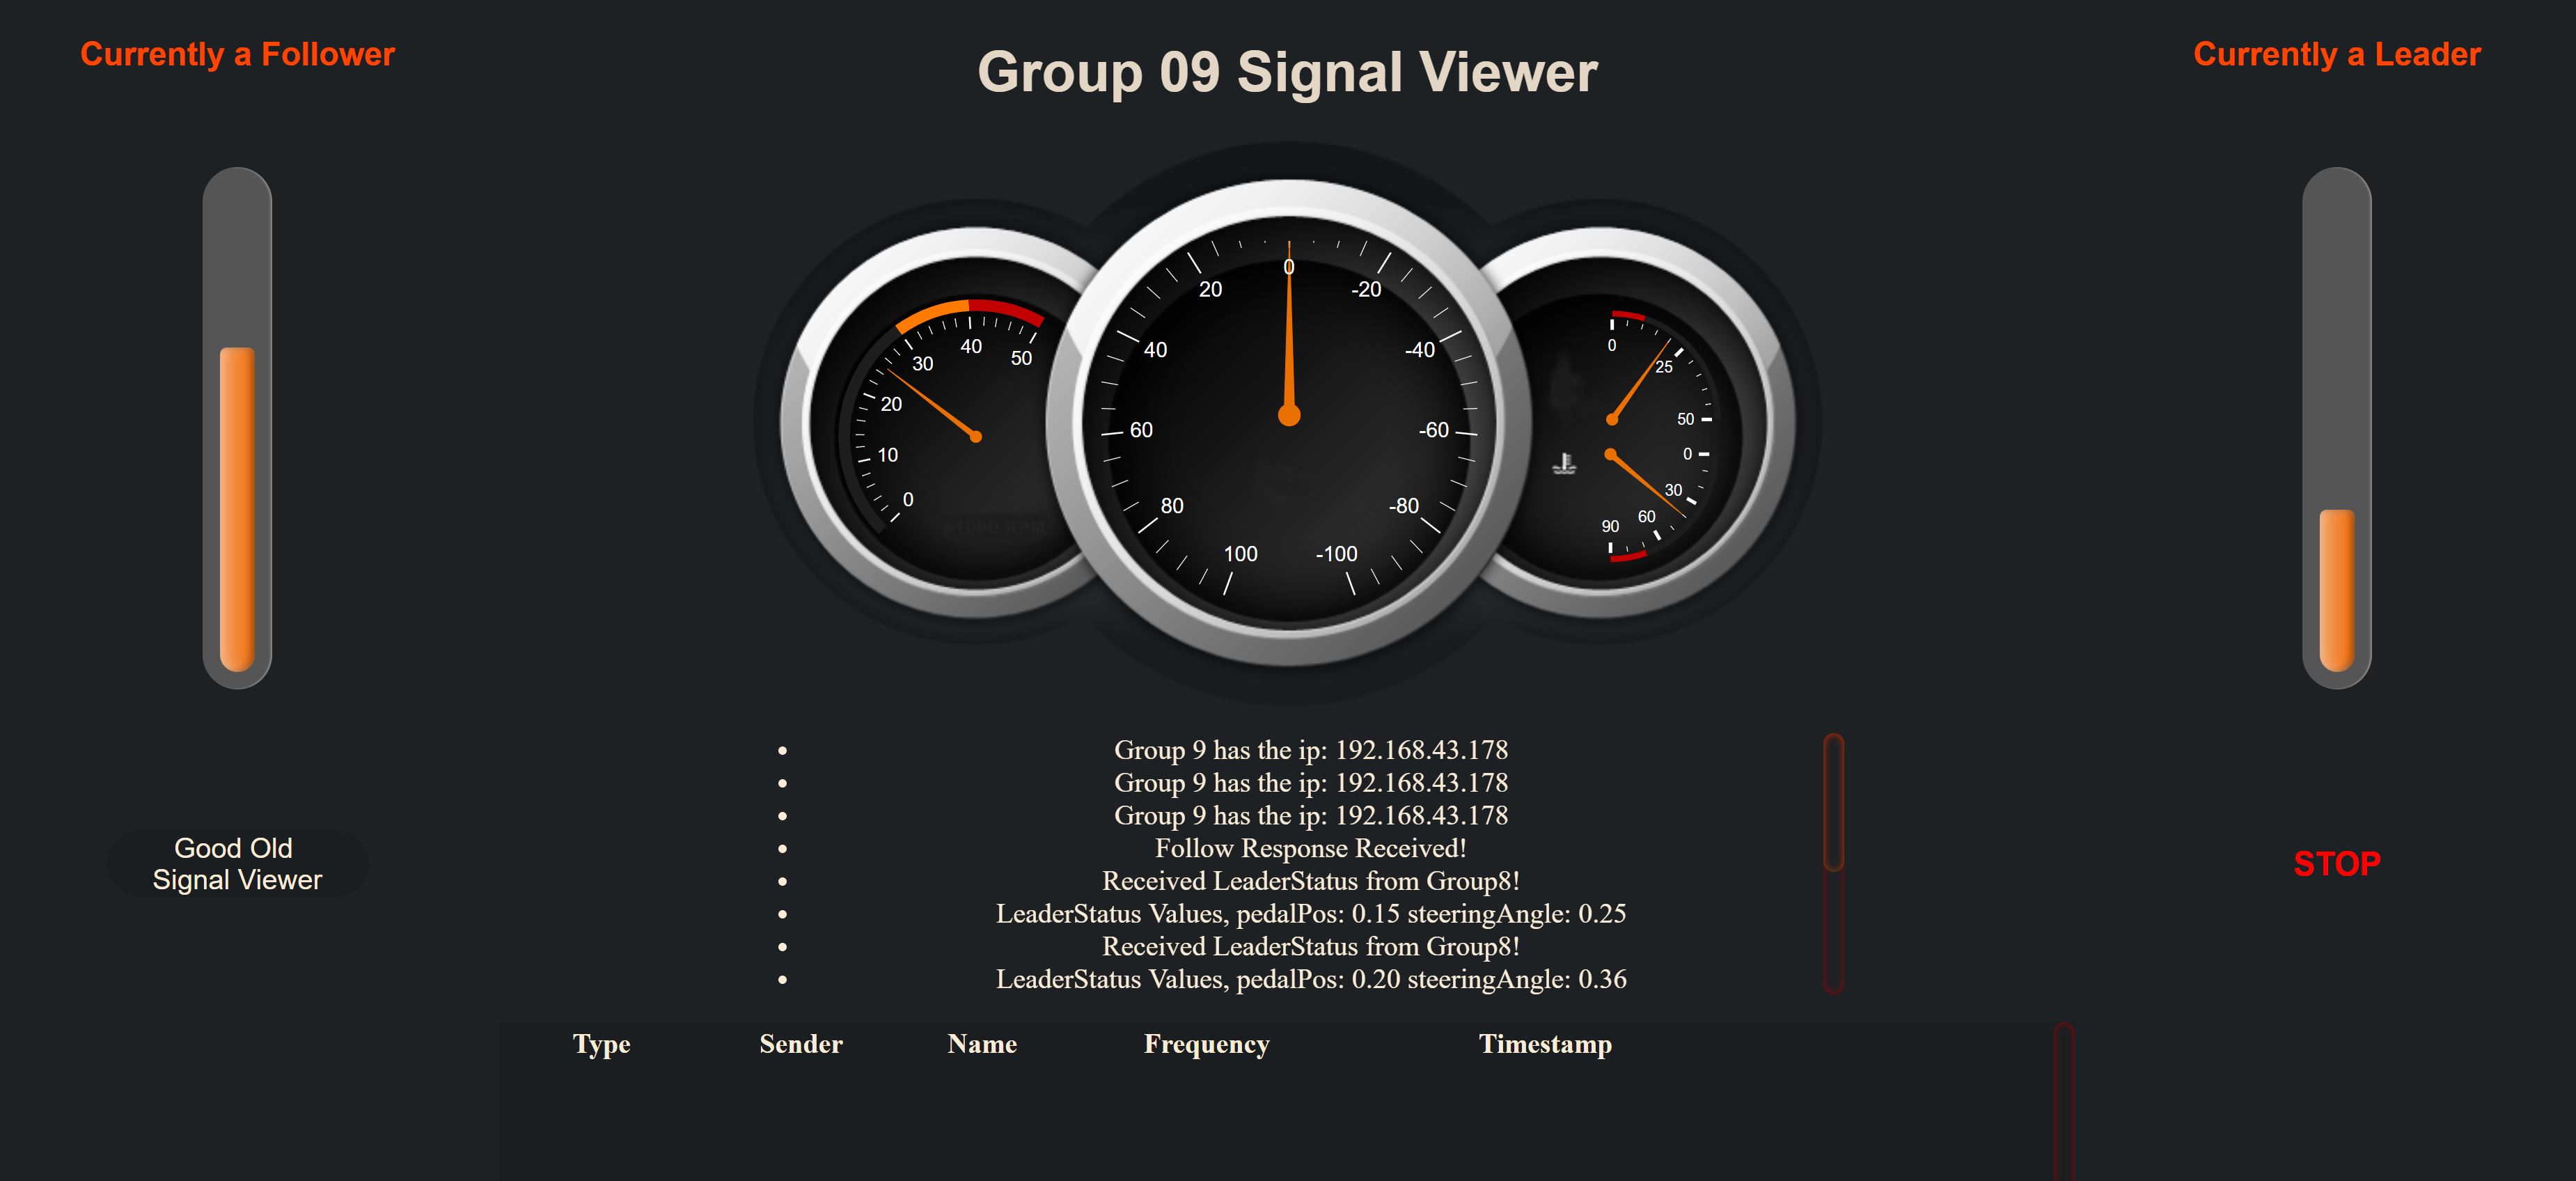 Currently a Follower
Group 09 Signal Viewer
Currently a Leader
0
10
20
30
40
50
x1000 RPM
100
80
60
40
20
0
-20
-40
-60
-80
-100
0
25
50
0
30
60
90
Group 9 has the ip: 192.168.43.178
Group 9 has the ip: 192.168.43.178
Group 9 has the ip: 192.168.43.178
Follow Response Received!
Received LeaderStatus from Group8!
LeaderStatus Values, pedalPos: 0.15 steeringAngle: 0.25
Received LeaderStatus from Group8!
LeaderStatus Values, pedalPos: 0.20 steeringAngle: 0.36
Good Old
Signal Viewer
STOP
Type Sender Name Frequency Timestamp